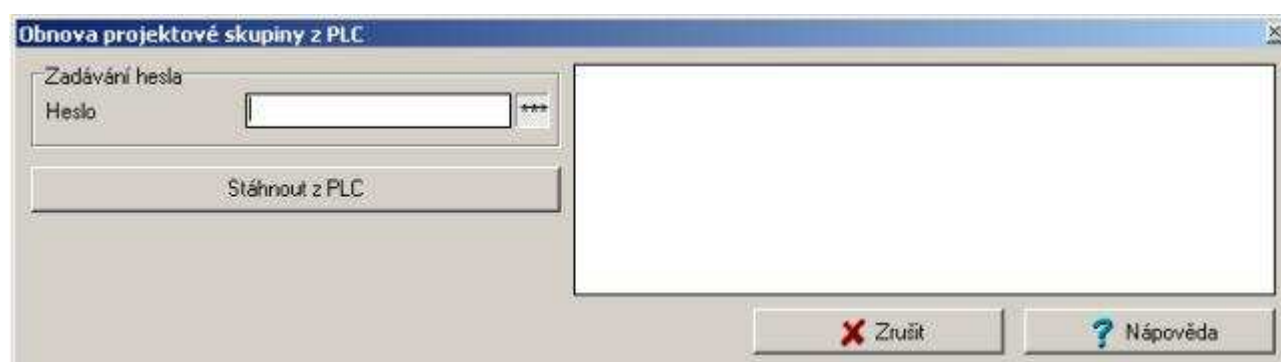 Obnova projektové skupiny z PLC
Zadávání hesla
Heslo
***
Stáhnout z PLC
Zrušit
Nápověda